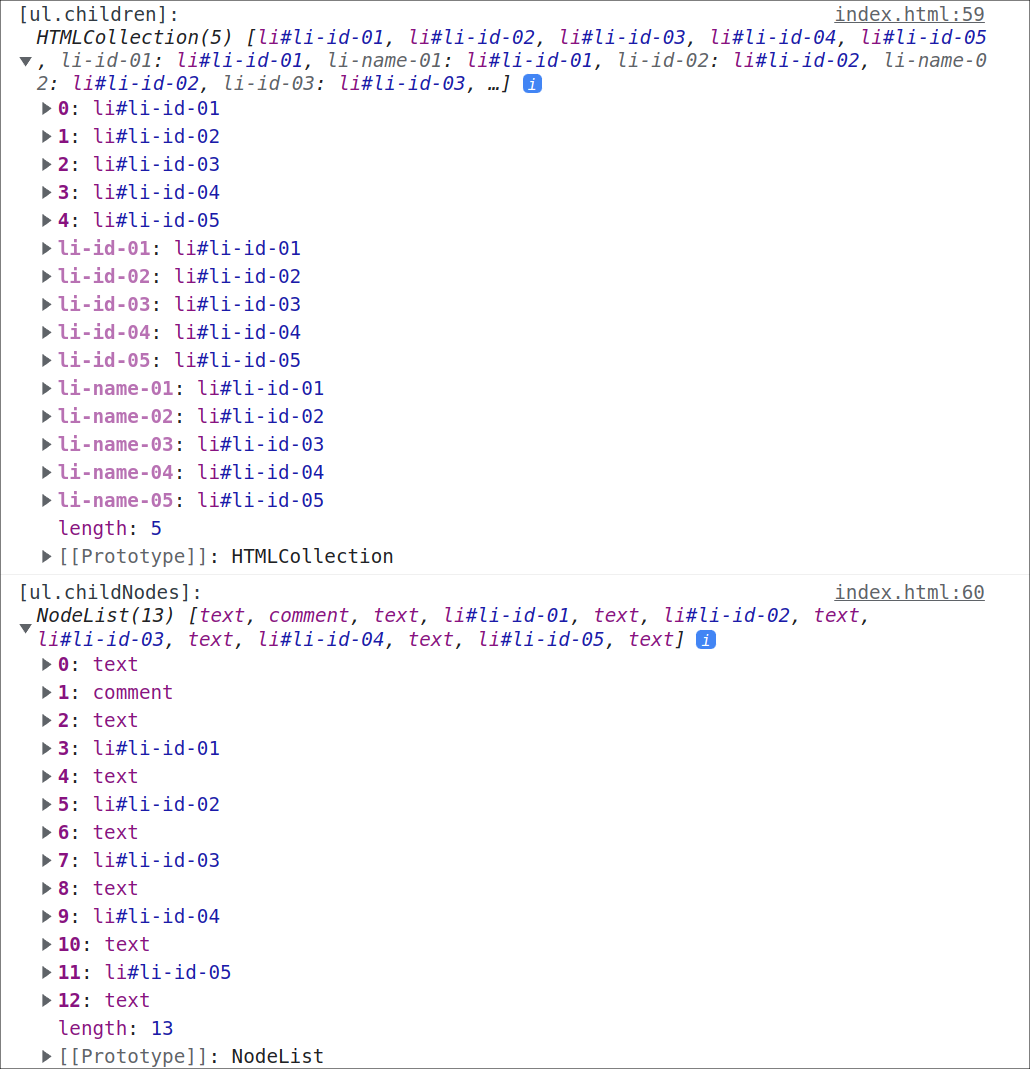 [ul.children]: index.html:59
HTMLCollection(5) [li#li-id-01, li#li-id-02, li#li-id-03, li#li-id-04, li#li-id-05
, li-id-01: li#li-id-01, li-name-01: li#li-id-01, li-id-02: li#li-id-02, li-name-0
2: li#li-id-02, li-id-03: li#li-id-03, …] i
0: li#li-id-01
1: li#li-id-02
2: li#li-id-03
3: li#li-id-04
4: li#li-id-05
li-id-01: li#li-id-01
li-id-02: li#li-id-02
li-id-03: li#li-id-03
li-id-04: li#li-id-04
li-id-05: li#li-id-05
li-name-01: li#li-id-01
li-name-02: li#li-id-02
li-name-03: li#li-id-03
li-name-04: li#li-id-04
li-name-05: li#li-id-05
length: 5
[[Prototype]]: HTMLCollection
[ul.childNodes]: index.html:60
NodeList(13) [text, comment, text, li#li-id-01, text, li#li-id-02, text,
li#li-id-03, text, li#li-id-04, text, li#li-id-05, text] i
0: text
1: comment
2: text
3: li#li-id-01
4: text
5: li#li-id-02
6: text
7: li#li-id-03
8: text
9: li#li-id-04
10: text
11: li#li-id-05
12: text
length: 13
[[Prototype]]: NodeList